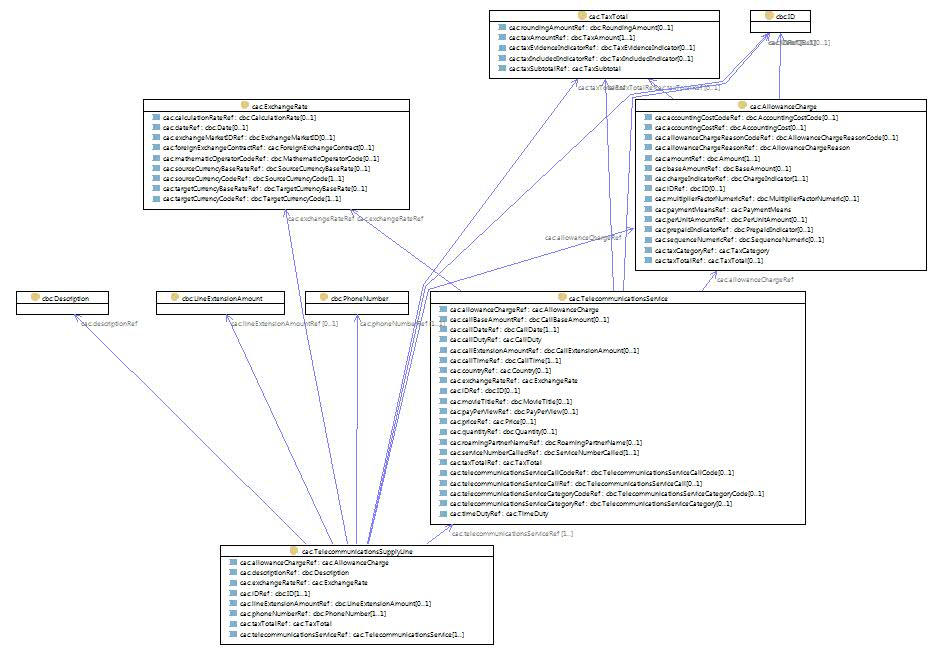 cac:TaxTotal
cac:roundingAmountRef : cbc:RoundingAmount[0..1]
cac:taxAmountRef : cbc:TaxAmount[1..1]
cac:taxEvidenceIndicatorRef : cbc:TaxEvidenceIndicator[0..1]
cac:taxIncludedIndicatorRef : cbc:TaxIncludedIndicator[0..1]
cac:taxSubtotalRef : cac:TaxSubtotal
cbc:ID
cac:ExchangeRate
cac:calculationRateRef : cbc:CalculationRate[0..1]
cac:dateRef : cbc:Date[0..1]
cac:exchangeMarketIDRef : cbc:ExchangeMarketID[0..1]
cac:foreignExchangeContractRef : cac:ForeignExchangeContract[0..1]
cac:mathematicOperatorCodeRef : cbc:MathematicOperatorCode[0..1]
cac:sourceCurrencyBaseRateRef : cbc:SourceCurrencyBaseRate[0..1]
cac:sourceCurrencyCodeRef : cbc:SourceCurrencyCode[1..1]
cac:targetCurrencyBaseRateRef : cbc:TargetCurrencyBaseRate[0..1]
cac:targetCurrencyCodeRef : cbc:TargetCurrencyCode[1..1]
cac:AllowanceCharge
cac:accountingCostCodeRef : cbc:AccountingCostCode[0..1]
cac:accountingCostRef : cbc:AccountingCost[0..1]
cac:allowanceChargeReasonCodeRef : cbc:AllowanceChargeReasonCode[0..1]
cac:allowanceChargeReasonRef : cbc:AllowanceChargeReason
cac:amountRef : cbc:Amount[1..1]
cac:baseAmountRef : cbc:BaseAmount[0..1]
cac:chargeIndicatorRef : cbc:ChargeIndicator[1..1]
cac:IDRef : cbc:ID[0..1]
cac:multiplierFactorNumericRef : cbc:MultiplierFactorNumeric[0..1]
cac:paymentMeansRef : cac:PaymentMeans
cac:perUnitAmountRef : cbc:PerUnitAmount[0..1]
cac:prepaidIndicatorRef : cbc:PrepaidIndicator[0..1]
cac:sequenceNumericRef : cbc:SequenceNumeric[0..1]
cac:taxCategoryRef : cac:TaxCategory
cac:taxTotalRef : cac:TaxTotal[0..1]
cac:exchangeRateRef
cac:exchangeRateRef
cac:allowanceChargeRef
cac:allowanceChargeRef
cbc:Description
cbc:LineExtensionAmount
cbc:PhoneNumber
cac:descriptionRef
cac:lineExtensionAmountRef [0..1]
cac:phoneNumberRef [1..1]
cac:TelecommunicationsService
cac:allowanceChargeRef : cac:AllowanceCharge
cac:callBaseAmountRef : cbc:CallBaseAmount[0..1]
cac:callDateRef : cbc:CallDate[1..1]
cac:callDutyRef : cac:CallDuty
cac:callExtensionAmountRef : cbc:CallExtensionAmount[0..1]
cac:callTimeRef : cbc:CallTime[1..1]
cac:countryRef : cac:Country[0..1]
cac:exchangeRateRef : cac:ExchangeRate
cac:IDRef : cbc:ID[0..1]
cac:movieTitleRef : cbc:MovieTitle[0..1]
cac:payPerViewRef : cbc:PayPerView[0..1]
cac:priceRef : cac:Price[0..1]
cac:quantityRef : cbc:Quantity[0..1]
cac:roamingPartnerNameRef : cbc:RoamingPartnerName[0..1]
cac:serviceNumberCalledRef : cbc:ServiceNumberCalled[1..1]
cac:taxTotalRef : cac:TaxTotal
cac:telecommunicationsServiceCallCodeRef : cbc:TelecommunicationsServiceCallCode[0..1]
cac:telecommunicationsServiceCallRef : cbc:TelecommunicationsServiceCall[0..1]
cac:telecommunicationsServiceCategoryCodeRef : cbc:TelecommunicationsServiceCategoryCode[0..1]
cac:telecommunicationsServiceCategoryRef : cbc:TelecommunicationsServiceCategory[0..1]
cac:timeDutyRef : cac:TimeDuty
cac:telecommunicationsServiceRef [1..]
cac:TelecommunicationsSupplyLine
cac:allowanceChargeRef : cac:AllowanceCharge
cac:descriptionRef : cbc:Description
cac:exchangeRateRef : cac:ExchangeRate
cac:IDRef : cbc:ID[1..1]
cac:lineExtensionAmountRef : cbc:LineExtensionAmount[0..1]
cac:phoneNumberRef : cbc:PhoneNumber[1..1]
cac:taxTotalRef : cac:TaxTotal
cac:telecommunicationsServiceRef : cac:TelecommunicationsService[1..]